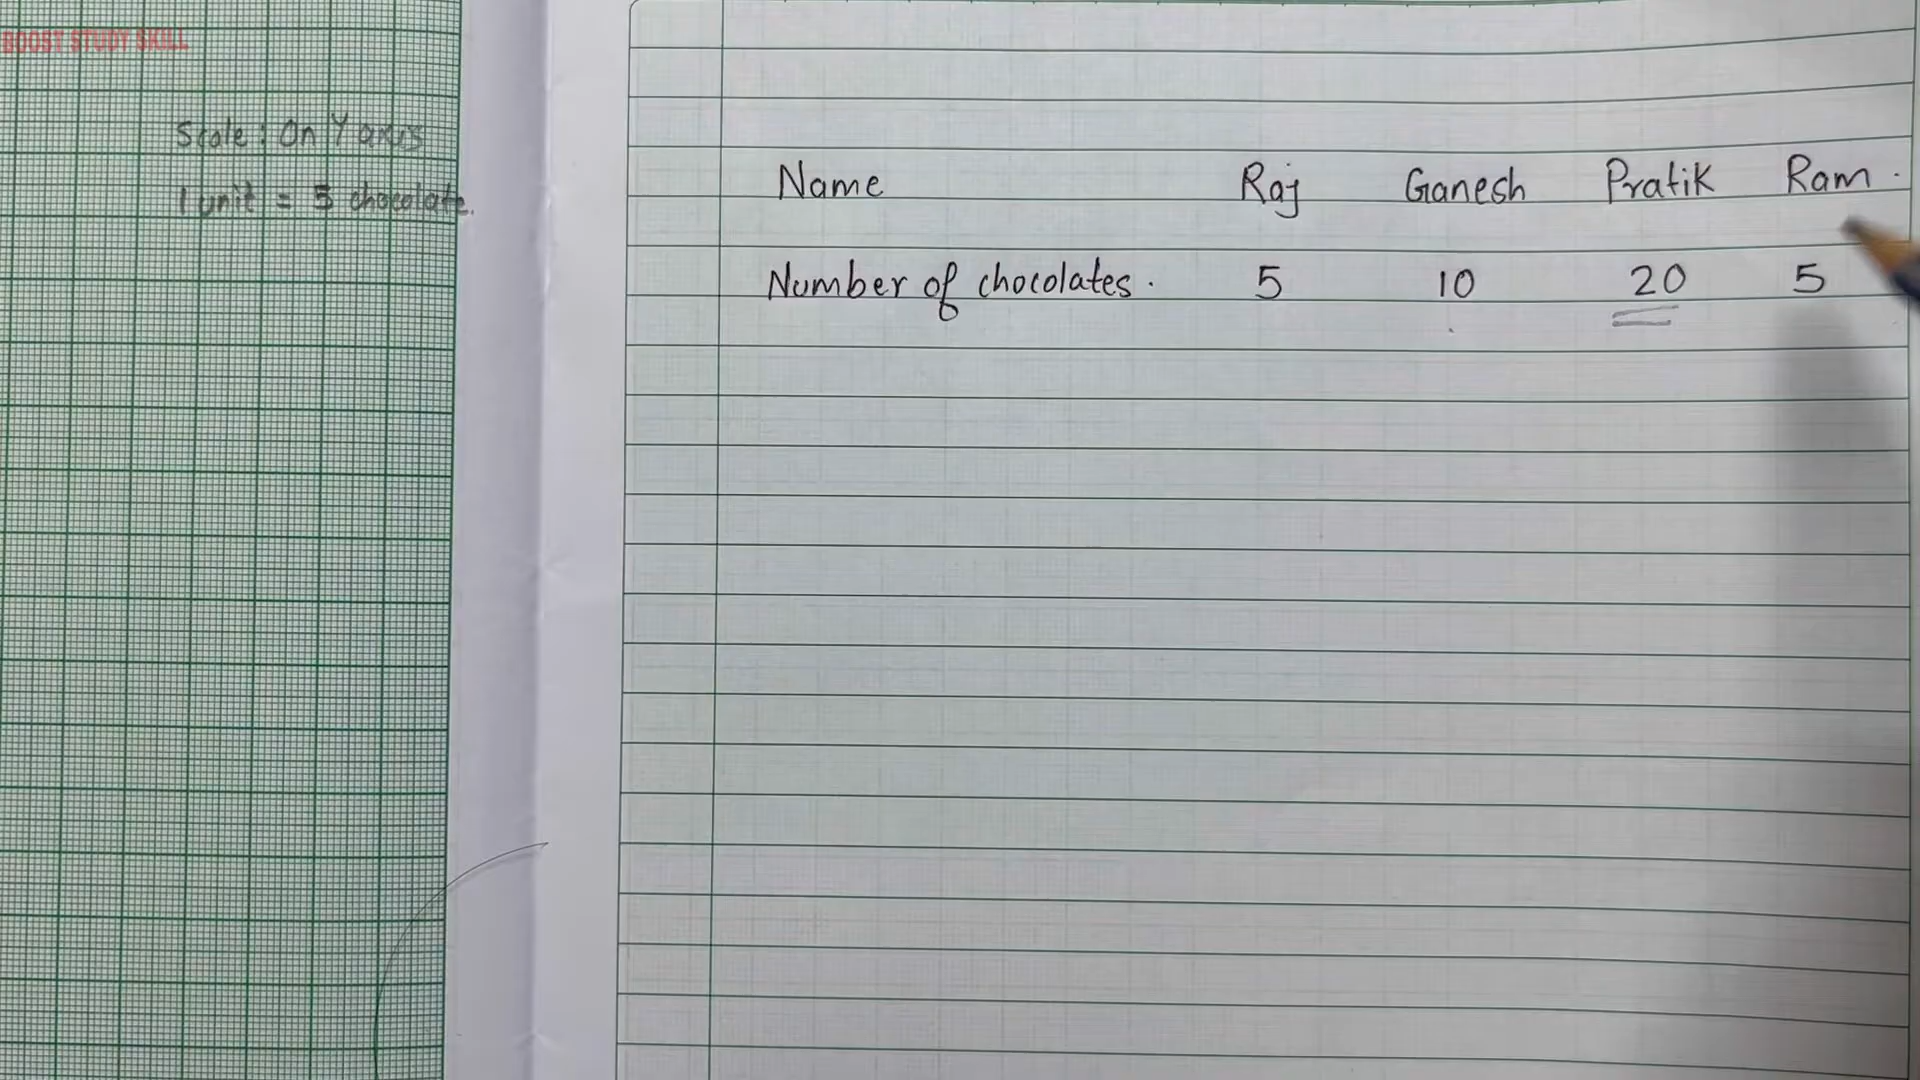 BOOST STUDY SKILL
Scale : On Y axis
1 unit = 5 chocolate.
Name Raj Ganesh Pratik Ram .
Number of chocolates . 5 10 20 5